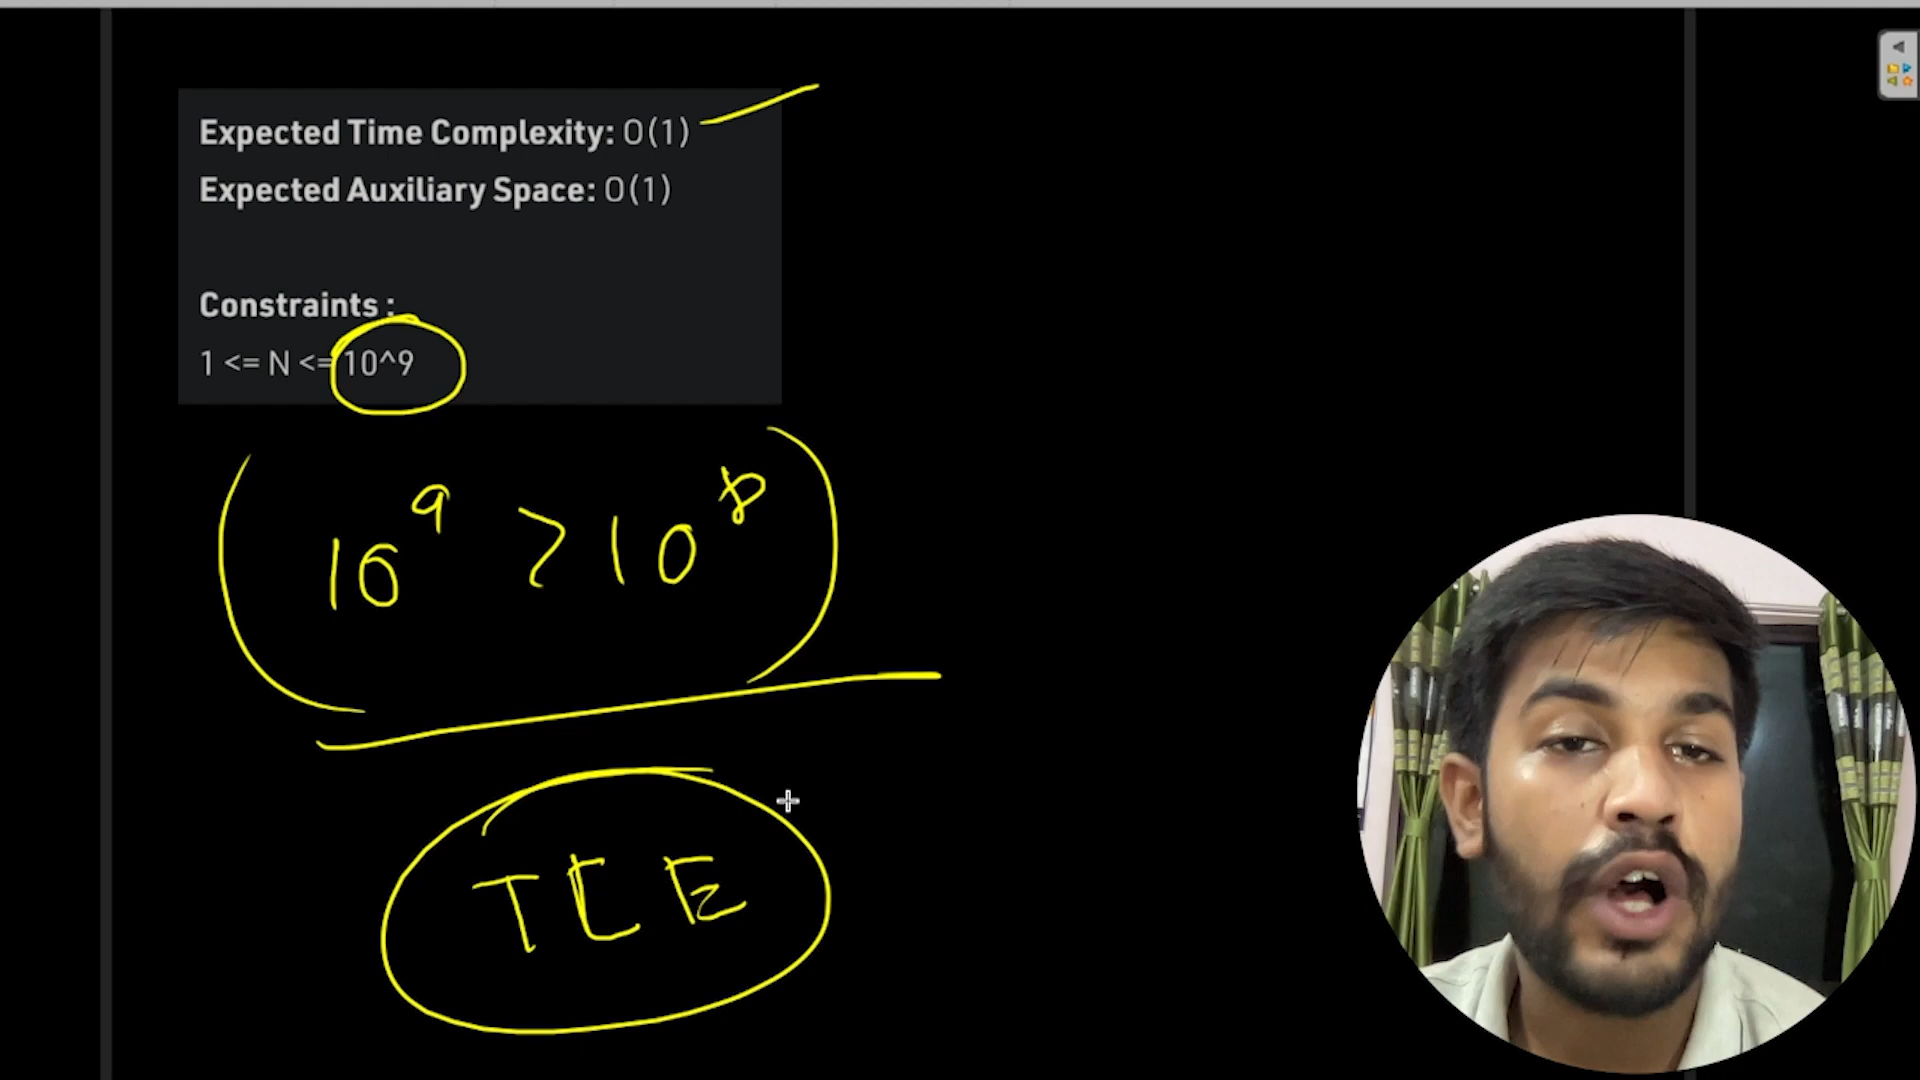 Expected Time Complexity: O(1)
Expected Auxiliary Space: O(1)
Constraints :
1 <= N <= 10^9
10^9 > 10^8
TLE